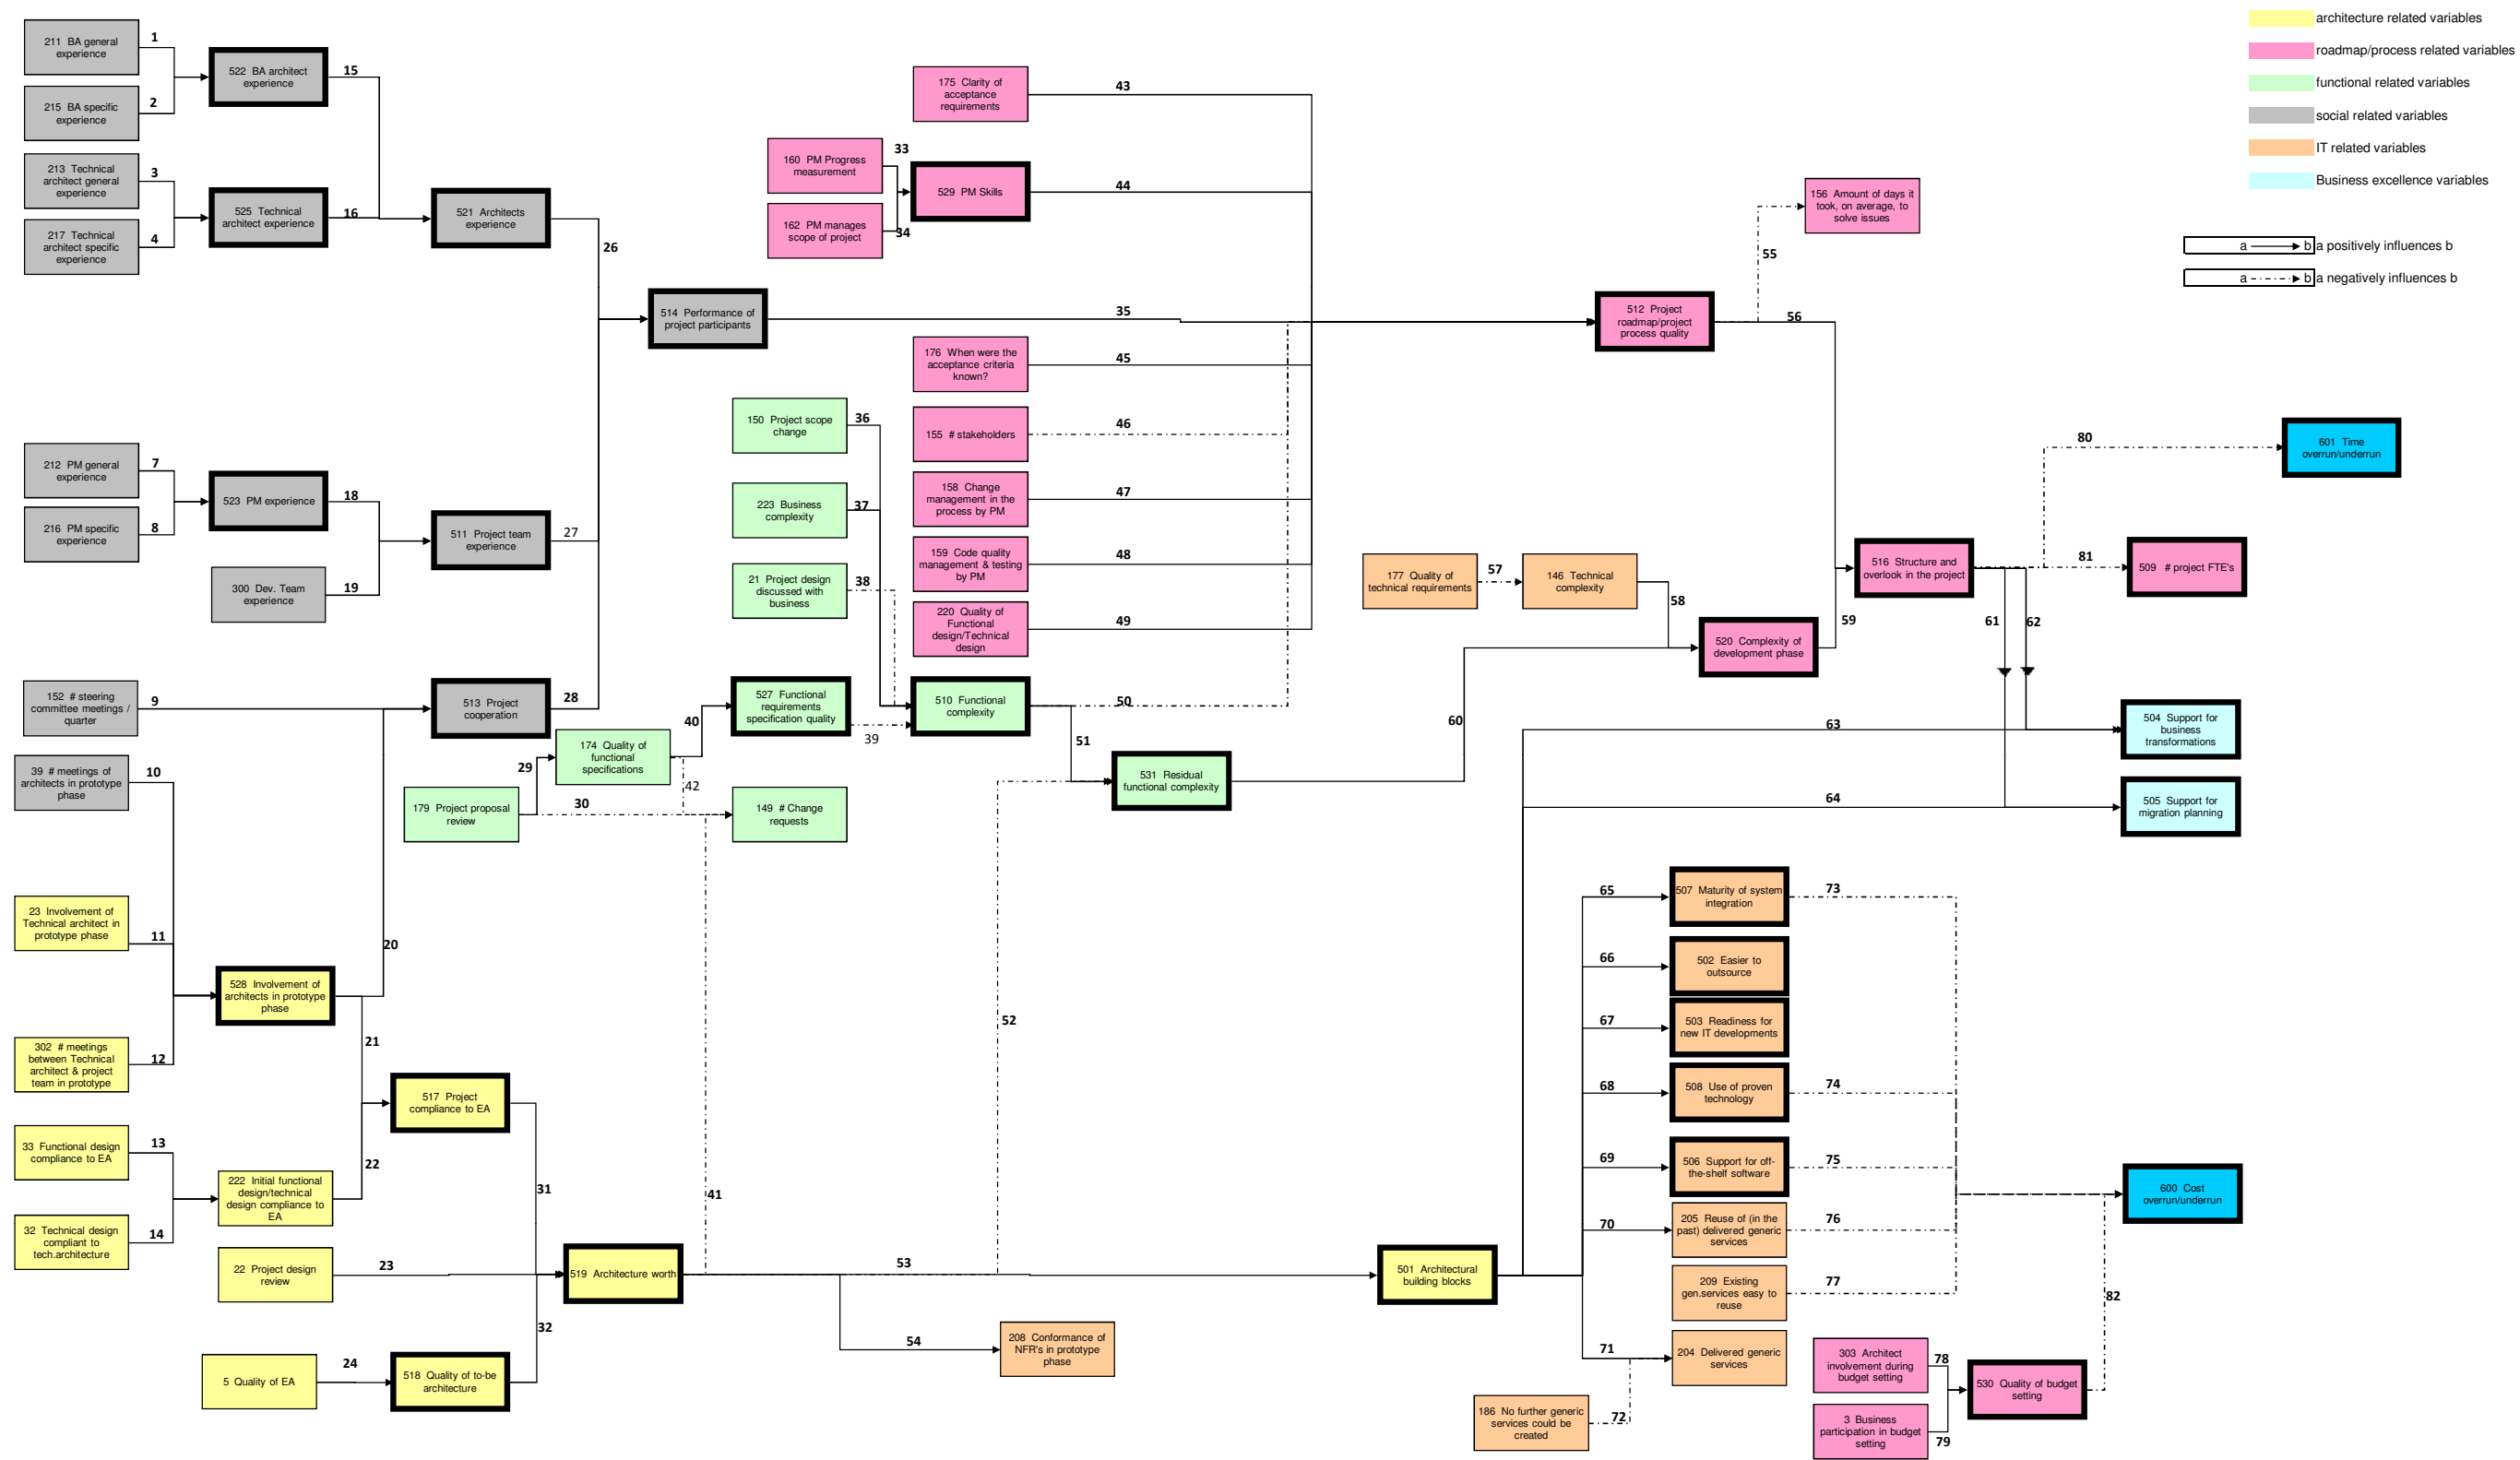 architecture related variables
roadmap/process related variables
functional related variables
social related variables
IT related variables
Business excellence variables
a b a positively influences b
a b a negatively influences b
211 BA general
experience
1
215 BA specific
experience
2
522 BA architect
experience
15
213 Technical
architect general
experience
3
217 Technical
architect specific
experience
4
525 Technical
architect experience
16
521 Architects
experience
26
175 Clarity of
acceptance
requirements
43
160 PM Progress
measurement
33
162 PM manages
scope of project
34
529 PM Skills
44
156 Amount of days it
took, on average, to
solve issues
55
514 Performance of
project participants
35
512 Project
roadmap/project
process quality
56
176 When were the
acceptance criteria
known?
45
150 Project scope
change
36
155 # stakeholders
46
223 Business
complexity
37
158 Change
management in the
process by PM
47
21 Project design
discussed with
business
38
159 Code quality
management & testing
by PM
48
220 Quality of
Functional
design/Technical
design
49
212 PM general
experience
7
216 PM specific
experience
8
523 PM experience
18
300 Dev. Team
experience
19
511 Project team
experience
27
177 Quality of
technical requirements
57
146 Technical
complexity
58
520 Complexity of
development phase
59
516 Structure and
overlook in the project
80
601 Time
overrun/underrun
81
509 # project FTE's
61
62
152 # steering
committee meetings /
quarter
9
513 Project
cooperation
28
527 Functional
requirements
specification quality
40
39
510 Functional
complexity
50
51
60
174 Quality of
functional
specifications
29
42
39 # meetings of
architects in prototype
phase
10
179 Project proposal
review
30
149 # Change
requests
531 Residual
functional complexity
63
504 Support for
business
transformations
64
505 Support for
migration planning
23 Involvement of
Technical architect in
prototype phase
11
20
528 Involvement of
architects in prototype
phase
21
302 # meetings
between Technical
architect & project
team in prototype
12
517 Project
compliance to EA
33 Functional design
compliance to EA
13
22
222 Initial functional
design/technical
design compliance to
EA
31
41
52
32 Technical design
compliant to
tech.architecture
14
22 Project design
review
23
519 Architecture worth
53
32
5 Quality of EA
24
518 Quality of to-be
architecture
54
208 Conformance of
NFR's in prototype
phase
501 Architectural
building blocks
65
507 Maturity of system
integration
73
66
502 Easier to
outsource
67
503 Readiness for
new IT developments
68
508 Use of proven
technology
74
69
506 Support for off-
the-shelf software
75
70
205 Reuse of (in the
past) delivered generic
services
76
209 Existing
gen.services easy to
reuse
77
71
204 Delivered generic
services
186 No further generic
services could be
created
72
600 Cost
overrun/underrun
82
303 Architect
involvement during
budget setting
78
3 Business
participation in budget
setting
79
530 Quality of budget
setting